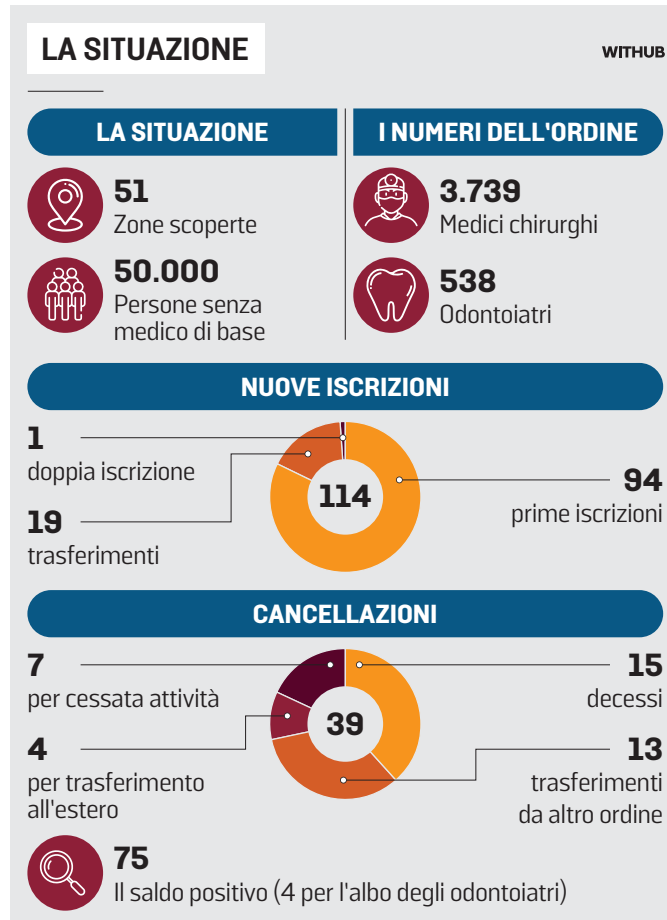 LA SITUAZIONE
WITHUB
LA SITUAZIONE
51
Zone scoperte
50.000
Persone senza
medico di base
I NUMERI DELL'ORDINE
3.739
Medici chirurghi
538
Odontoiatri
NUOVE ISCRIZIONI
1
doppia iscrizione
19
trasferimenti
114
94
prime iscrizioni
CANCELLAZIONI
7
per cessata attività
4
per trasferimento
all'estero
39
15
decessi
13
trasferimenti
da altro ordine
75
Il saldo positivo (4 per l'albo degli odontoiatri)